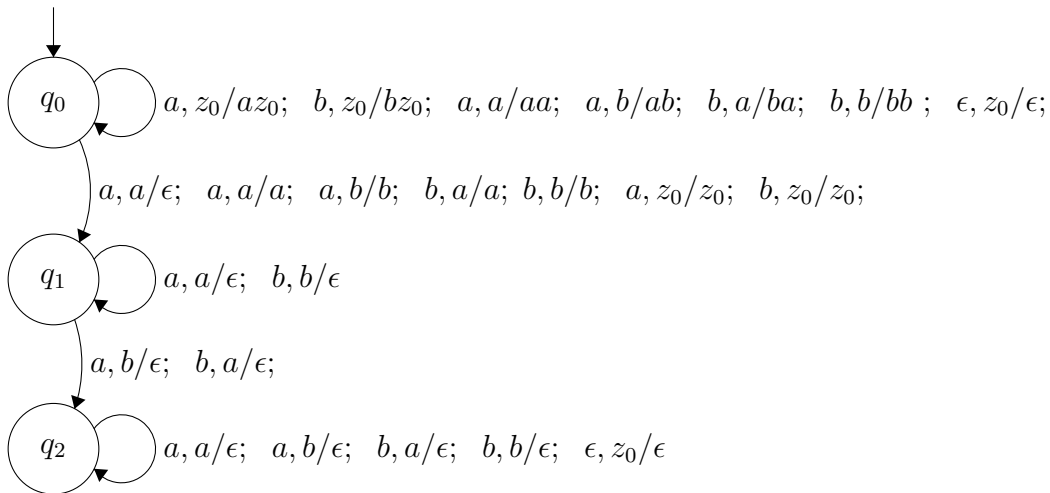 q₀ a, z₀/az₀; b, z₀/bz₀; a, a/aa; a, b/ab; b, a/ba; b, b/bb ; ϵ, z₀/ϵ;
a, a/ϵ; a, a/a; a, b/b; b, a/a; b, b/b; a, z₀/z₀; b, z₀/z₀;
q₁ a, a/ϵ; b, b/ϵ
a, b/ϵ; b, a/ϵ;
q₂ a, a/ϵ; a, b/ϵ; b, a/ϵ; b, b/ϵ; ϵ, z₀/ϵ